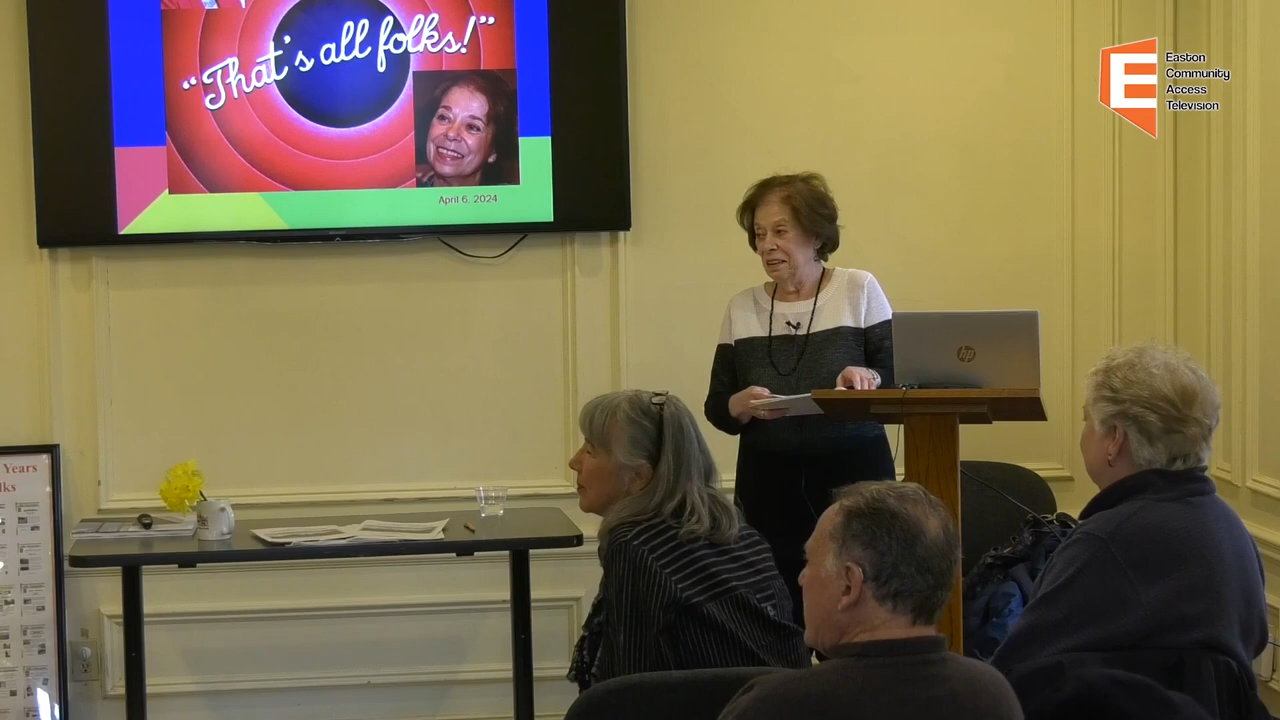 “That's all folks!”
April 6, 2024
Easton
Community
Access
Television
E
hp
Years
lks